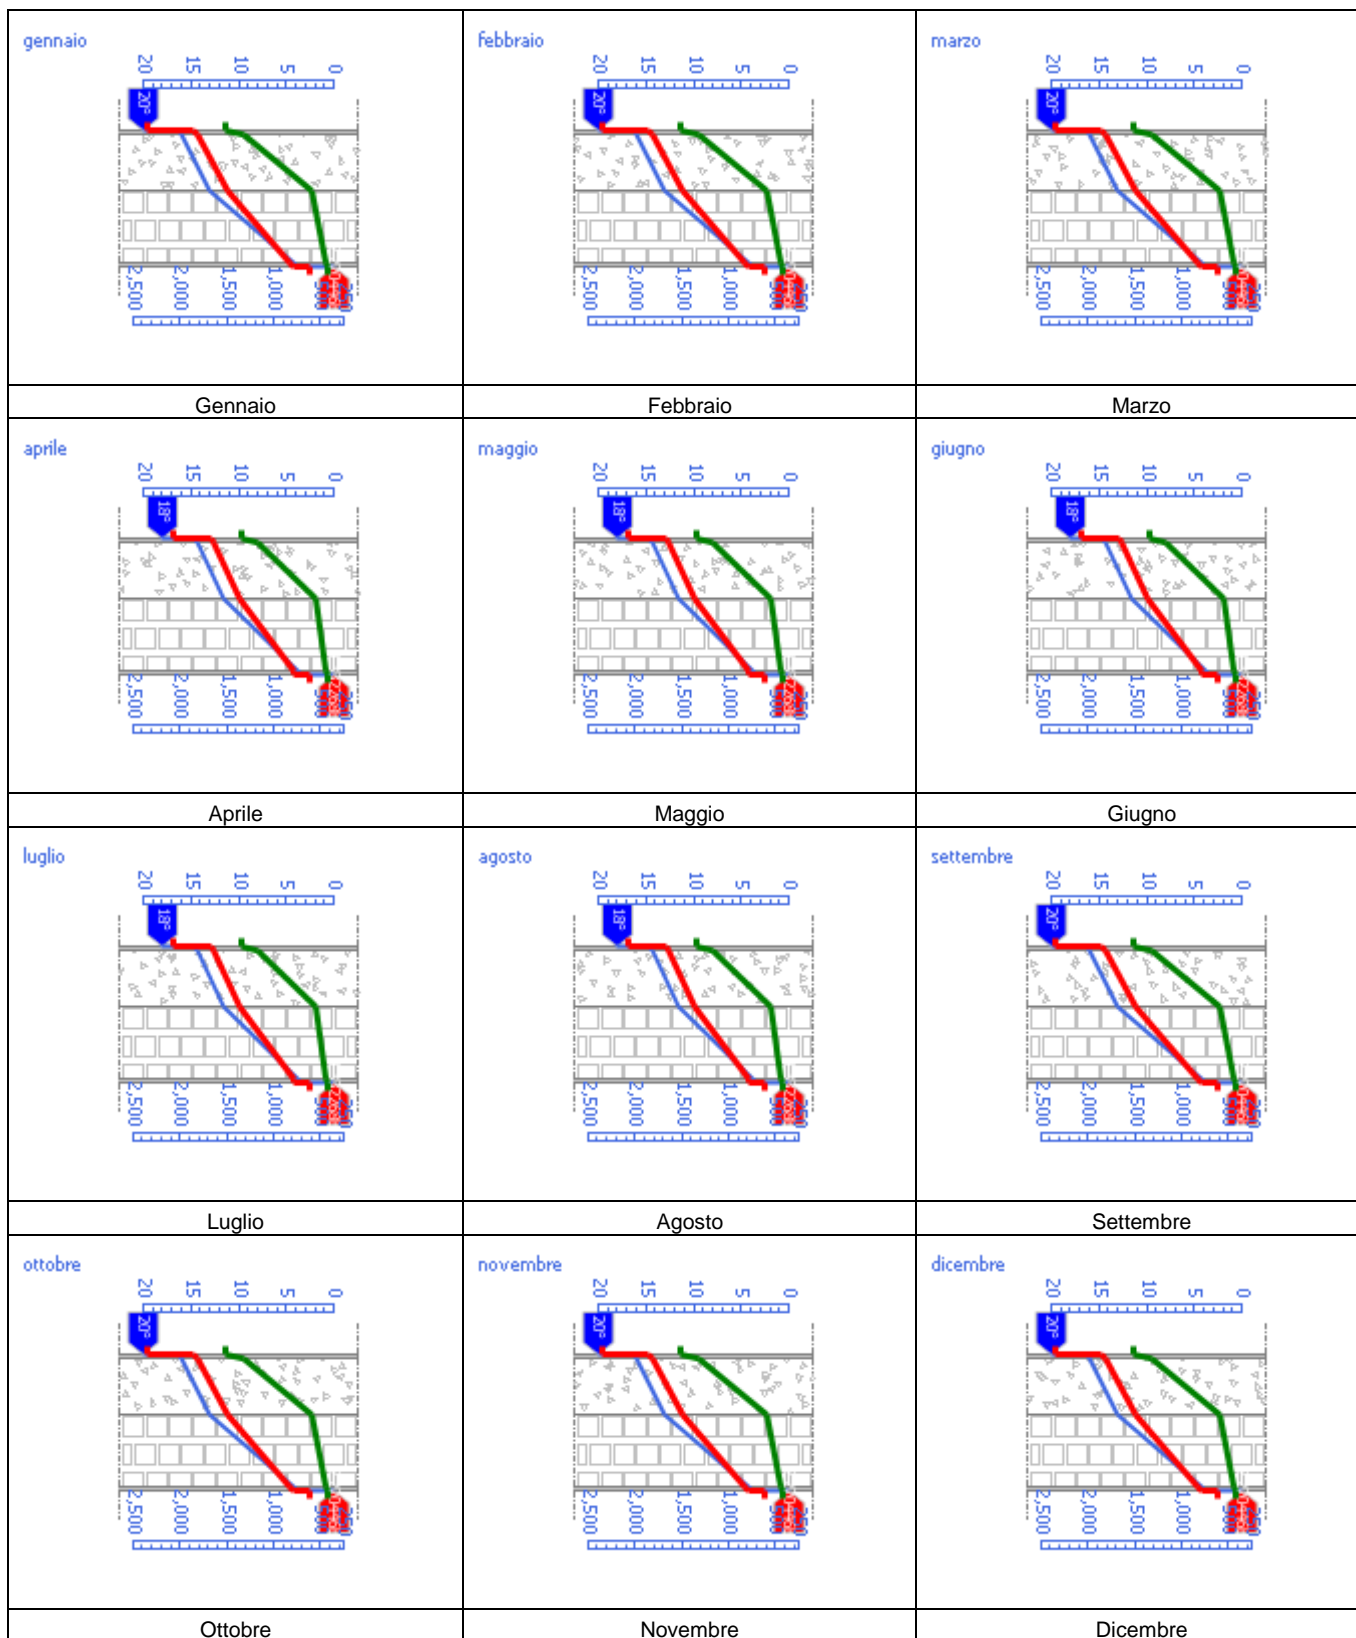 gennaio
20 15 10 5 0
20°
2,500 2,000 1,500 1,000 500
Gennaio
febbraio
20 15 10 5 0
20°
2,500 2,000 1,500 1,000
Febbraio
marzo
20 15 10 5 0
20°
2,500 2,000 1,500 1,000 500
Marzo
aprile
20 15 10 5 0
18°
2,500 2,000 1,500 1,000 500
Aprile
maggio
20 15 10 5 0
18°
2,500 2,000 1,500 1,000
Maggio
giugno
20 15 10 5 0
18°
2,500 2,000 1,500 1,000 500
Giugno
luglio
20 15 10 5 0
18°
2,500 2,000 1,500 1,000 500
Luglio
agosto
20 15 10 5 0
18°
2,500 2,000 1,500 1,000
Agosto
settembre
20 15 10 5 0
20°
2,500 2,000 1,500 1,000 500
Settembre
ottobre
20 15 10 5 0
20°
2,500 2,000 1,500 1,000 500
Ottobre
novembre
20 15 10 5 0
20°
2,500 2,000 1,500 1,000
Novembre
dicembre
20 15 10 5 0
20°
2,500 2,000 1,500 1,000 500
Dicembre